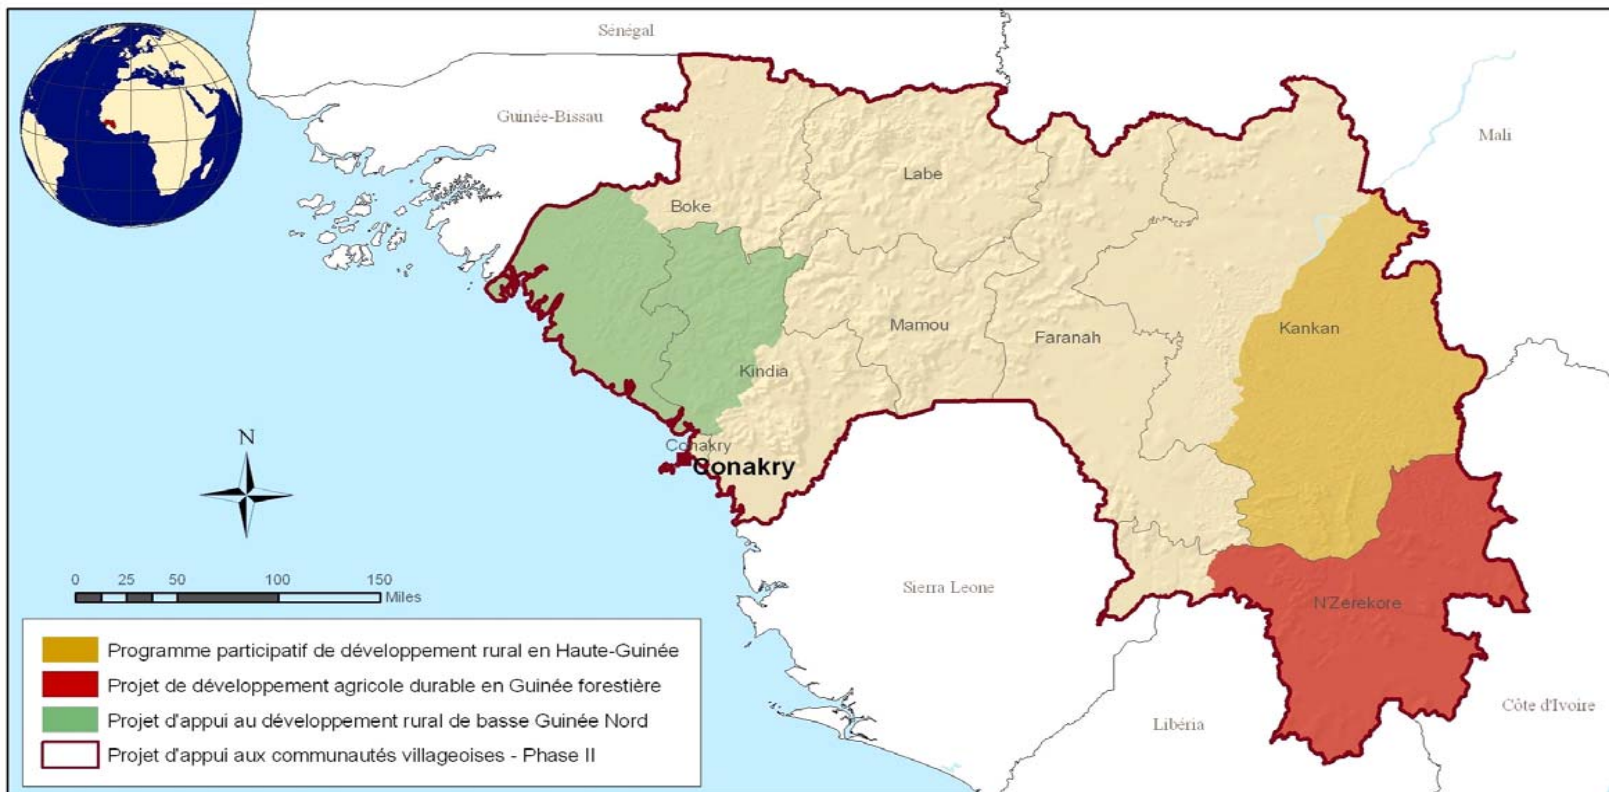 Sénégal
Guinée-Bissau
Mali
Labe
Boke
Kankan
Mamou
Faranah
Kindia
Conakry
Conakry
N
Sierra Leone
N'Zerekore
Libéria
Côte d'Ivoire
0 25 50 100 150
Miles
Programme participatif de développement rural en Haute-Guinée
Projet de développement agricole durable en Guinée forestière
Projet d'appui au développement rural de basse Guinée Nord
Projet d'appui aux communautés villageoises - Phase II